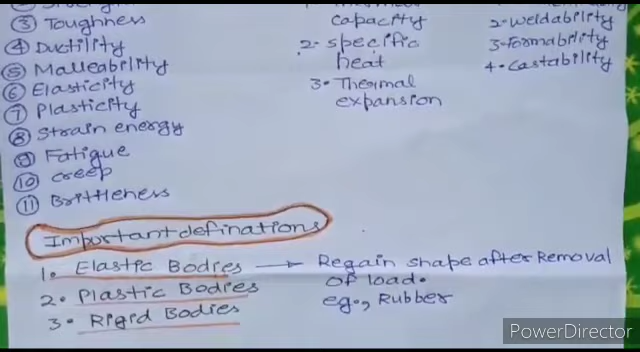 ③ Toughness
④ Ductility
⑤ Malleability
⑥ Elasticity
⑦ Plasticity
⑧ Strain energy
⑨ Fatigue
⑩ creep
⑪ Brittleness
capacity
2. specific
heat
3. Thermal
expansion
2. weldability
3. formability
4. castability
Important definations
1. Elastic Bodies → Regain shape after Removal
of load.
eg., Rubber
2. Plastic Bodies
3. Rigid Bodies
PowerDirector